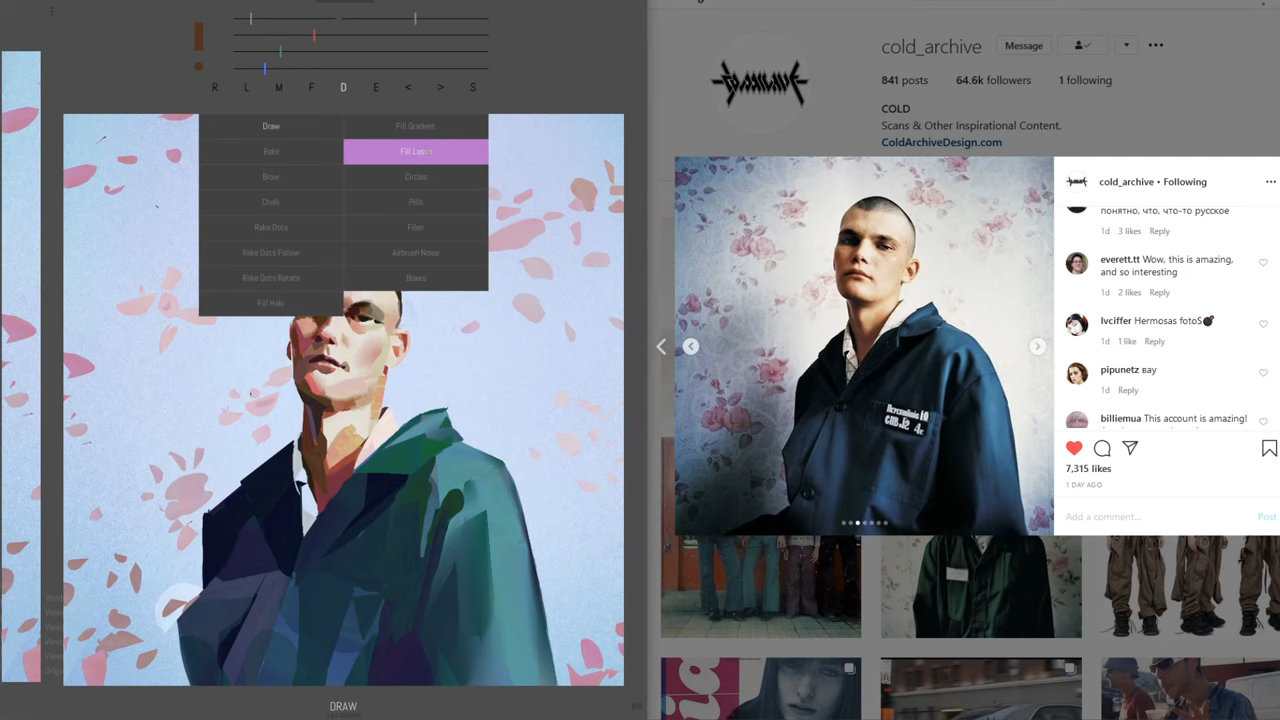 R L M F D E < > S
Draw
Fill Gradient
Rake
Fill Lasso
Braw
Circles
Chalk
Pills
Rake Dots
Fiber
Rake Dots Follow
Airbrush Noise
Rake Dots Rotate
Boxes
Fill Halo
DRAW
BW
cold_archive
Message
841 posts 64.6k followers 1 following
COLD
Scans & Other Inspirational Content.
ColdArchiveDesign.com
cold_archive • Following
понятно, что, что-то русское
1d 3 likes Reply
everett.tt Wow, this is amazing,
and so interesting
1d 2 likes Reply
lvciffer Hermosas fotoS💣
1d 1 like Reply
pipunetz вау
1d Reply
billiemua This account is amazing!
7,315 likes
1 DAY AGO
Add a comment... Post